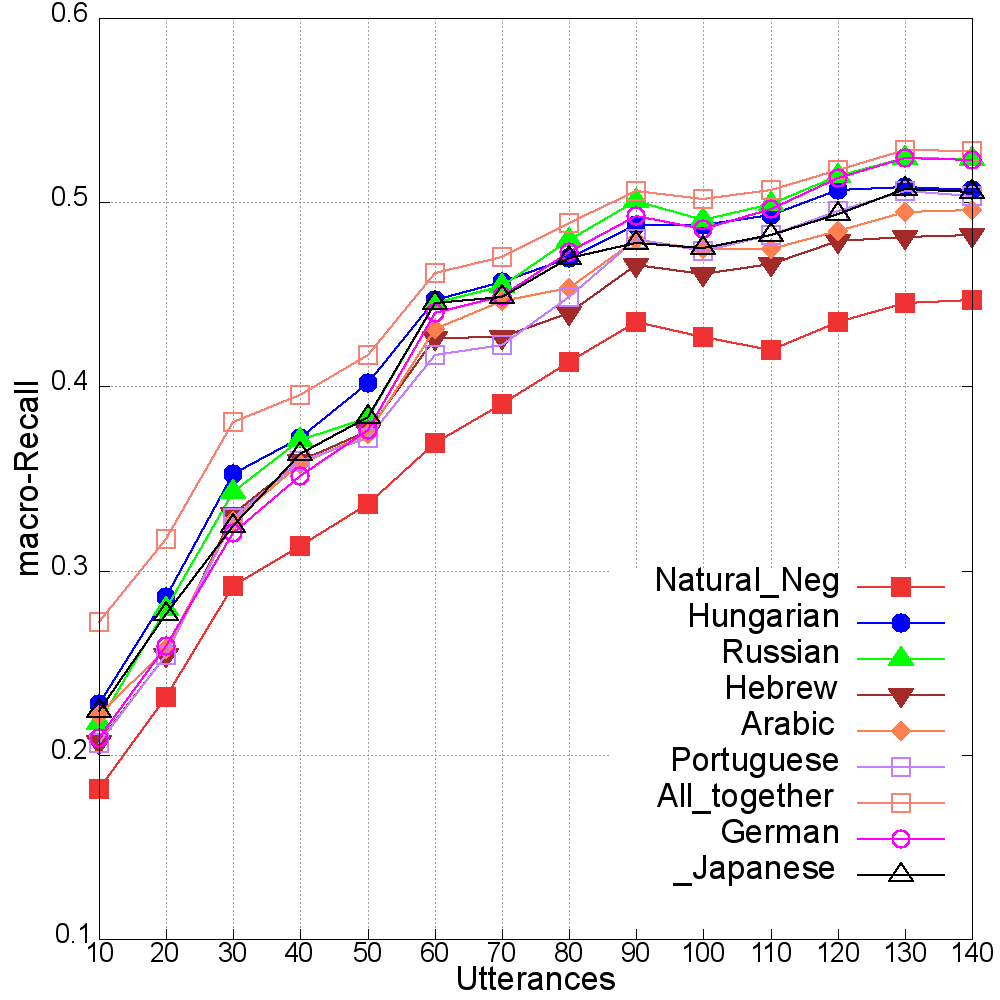 0.6
0.5
0.4
0.3
0.2
0.1
macro-Recall
Natural_Neg
Hungarian
Russian
Hebrew
Arabic
Portuguese
All_together
German
_Japanese
10 20 30 40 50 60 70 80 90 100 110 120 130 140
Utterances